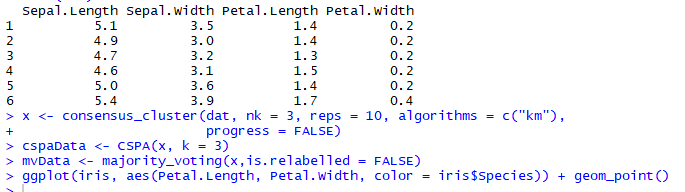 Sepal.Length Sepal.Width Petal.Length Petal.Width
1          5.1         3.5          1.4         0.2
2          4.9         3.0          1.4         0.2
3          4.7         3.2          1.3         0.2
4          4.6         3.1          1.5         0.2
5          5.0         3.6          1.4         0.2
6          5.4         3.9          1.7         0.4
> x <- consensus_cluster(dat, nk = 3, reps = 10, algorithms = c("km"),
+                        progress = FALSE)
> cspaData <- CSPA(x, k = 3)
> mvData <- majority_voting(x,is.relabelled = FALSE)
> ggplot(iris, aes(Petal.Length, Petal.Width, color = iris$Species)) + geom_point()
>